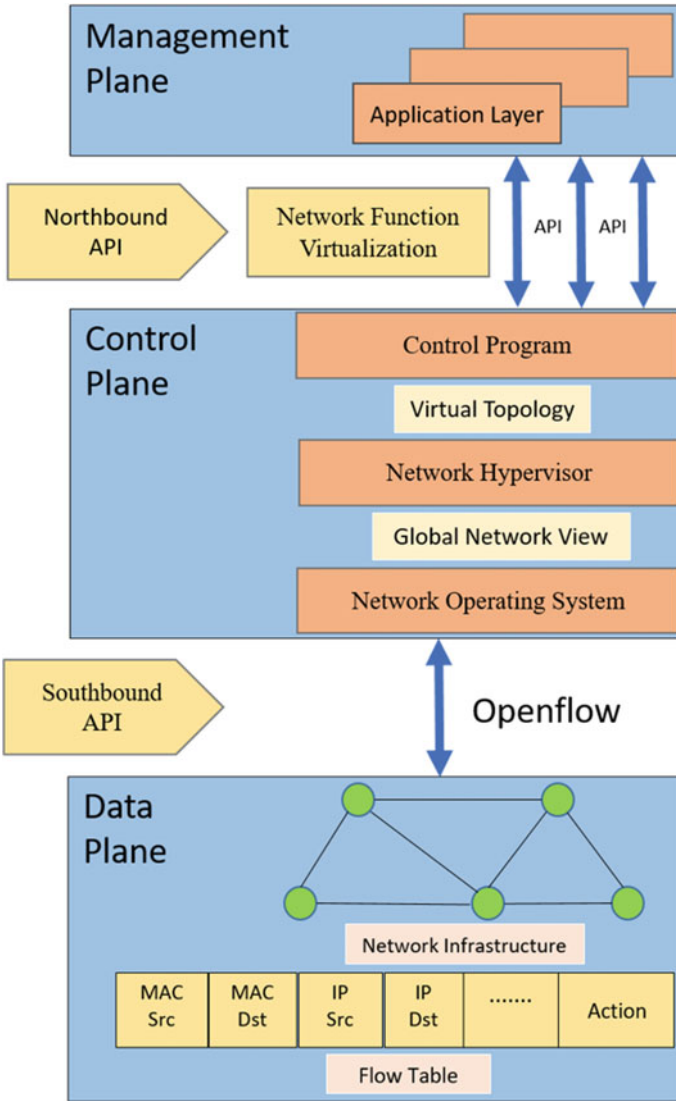 Management
Plane
Application Layer
Northbound
API
Network Function
Virtualization
API
API
Control
Plane
Control Program
Virtual Topology
Network Hypervisor
Global Network View
Network Operating System
Southbound
API
Openflow
Data
Plane
Network Infrastructure
MAC
Src
MAC
Dst
IP
Src
IP
Dst
.......
Action
Flow Table